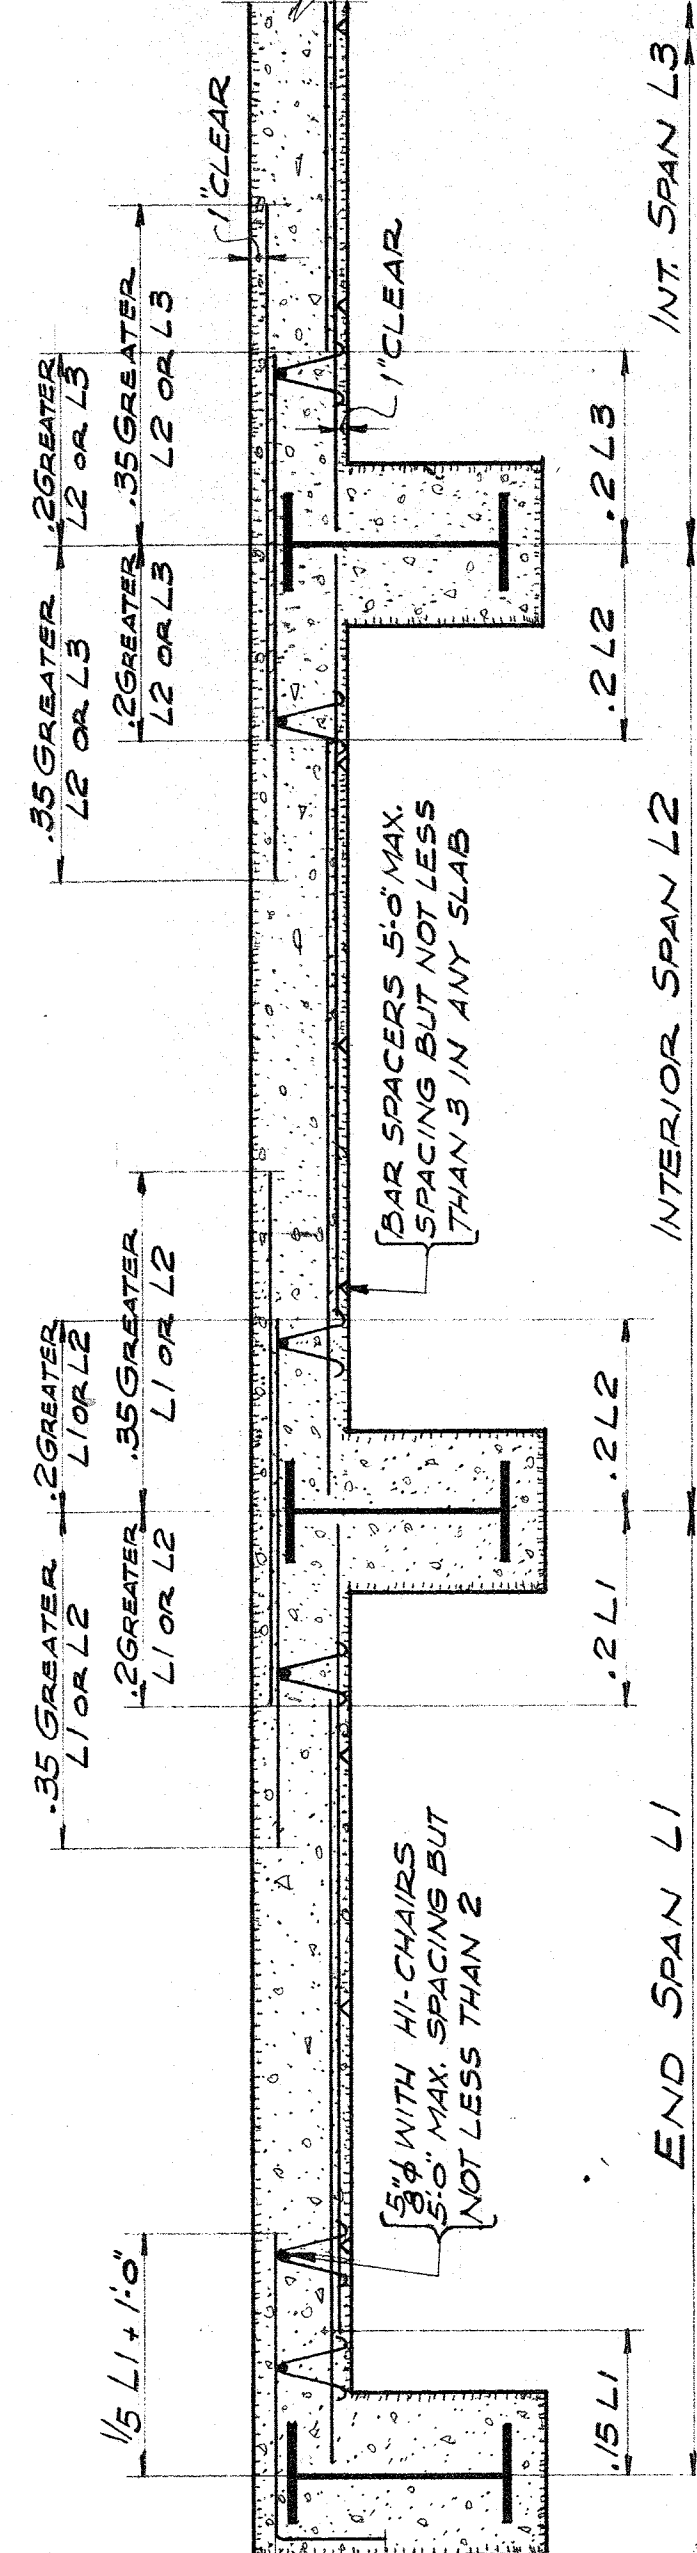 1/5 L1 + 1'-0"
.35 GREATER
L1 OR L2
.2 GREATER
L1 OR L2
.2 GREATER
L1 OR L2
.35 GREATER
L1 OR L2
.35 GREATER
L2 OR L3
.2 GREATER
L2 OR L3
.2 GREATER
L2 OR L3
.35 GREATER
L2 OR L3
1" CLEAR
1" CLEAR
5/8" ϕ WITH HI-CHAIRS
5'-0" MAX. SPACING BUT
NOT LESS THAN 2
BAR SPACERS 5'-0" MAX.
SPACING BUT NOT LESS
THAN 3 IN ANY SLAB
.15 L1
.2 L1
.2 L2
.2 L2
.2 L3
END SPAN L1
INTERIOR SPAN L2
INT. SPAN L3